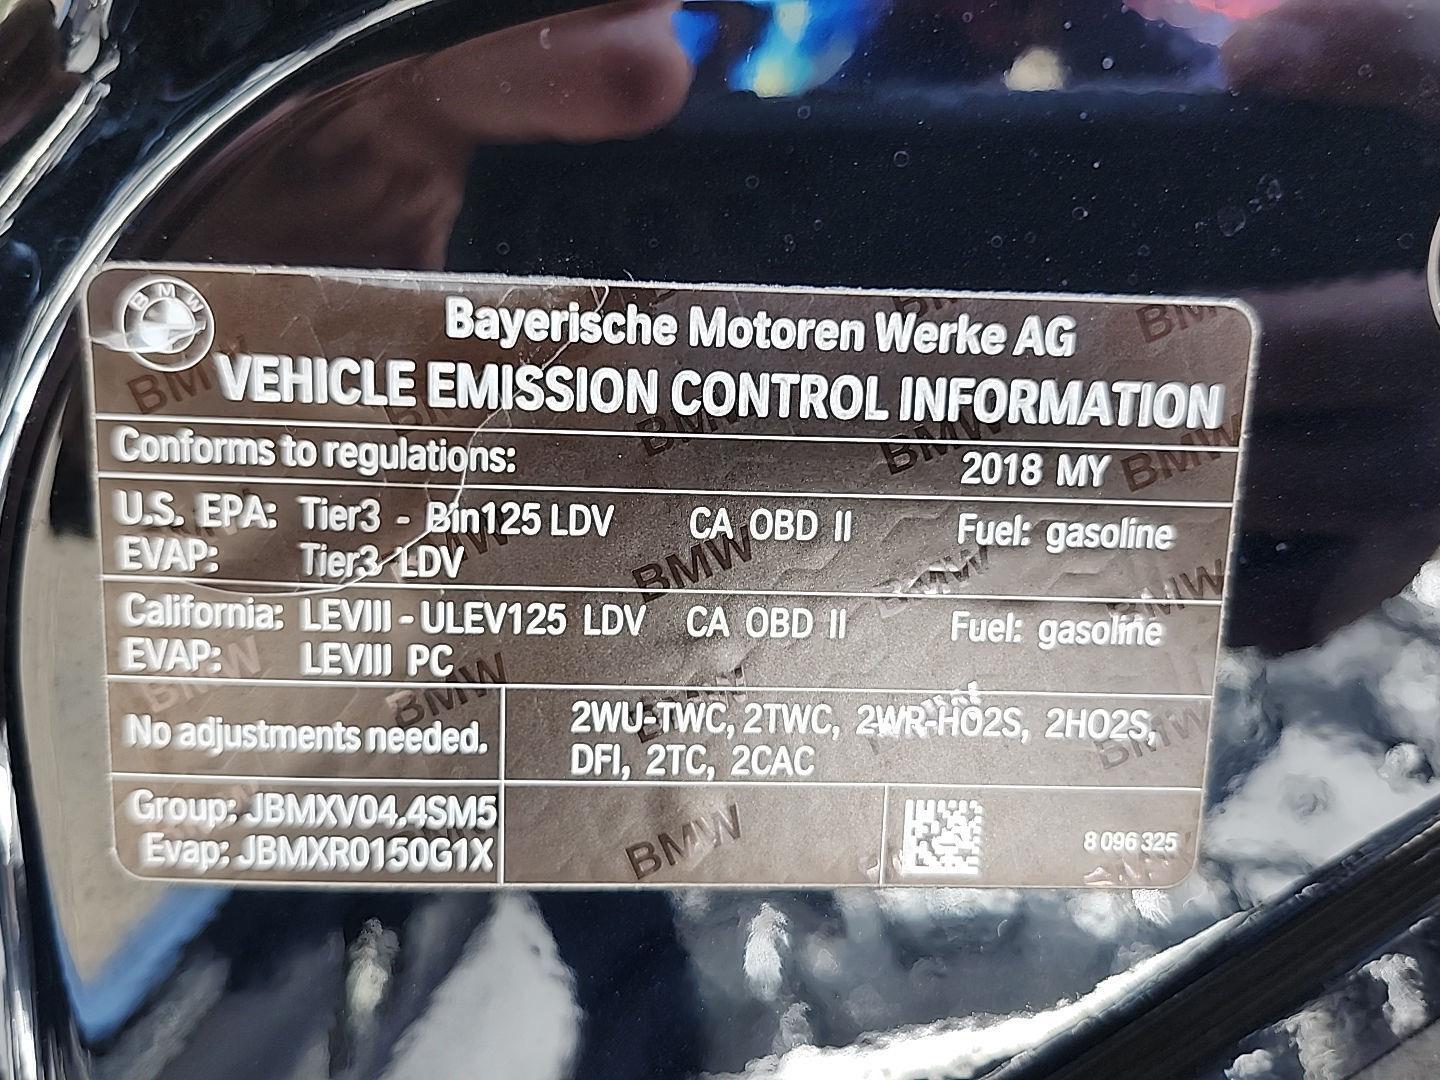 BMW
Bayerische Motoren Werke AG
VEHICLE EMISSION CONTROL INFORMATION
Conforms to regulations: 2018 MY
U.S. EPA: Tier3 - Bin125 LDV CA OBD II Fuel: gasoline
EVAP: Tier3 LDV
California: LEVIII - ULEV125 LDV CA OBD II Fuel: gasoline
EVAP: LEVIII PC
No adjustments needed.
2WU-TWC, 2TWC, 2WR-HO2S, 2HO2S,
DFI, 2TC, 2CAC
Group: JBMXV04.4SM5
Evap: JBMXR0150G1X
8 096 325